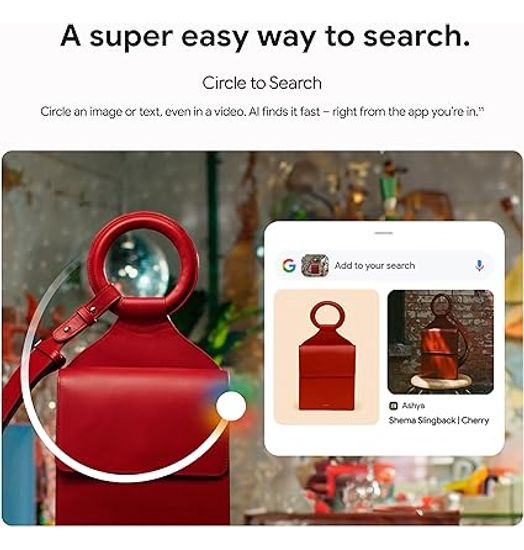 A super easy way to search.
Circle to Search
Circle an image or text, even in a video. AI finds it fast – right from the app you're in.¹¹
G
Add to your search
Ashya
Shema Slingback | Cherry